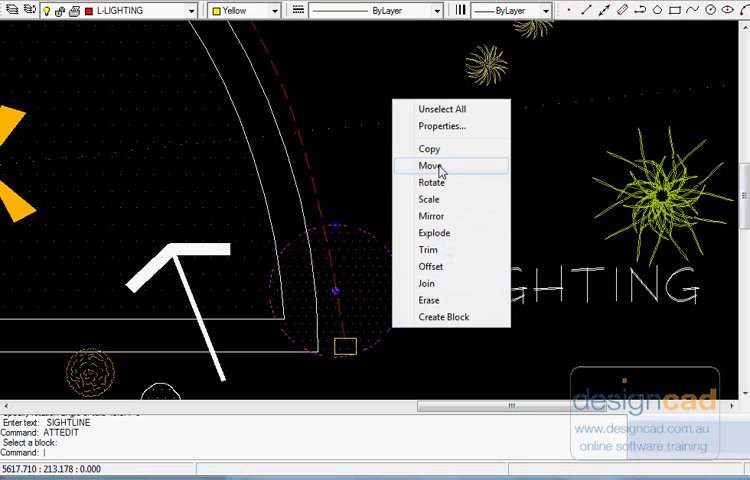 L-LIGHTING
Yellow
ByLayer
ByLayer
Unselect All
Properties...
Copy
Move
Rotate
Scale
Mirror
Explode
Trim
Offset
Join
Erase
Create Block
GHTING
designcad
www.designcad.com.au
online software training
Enter text: SIGHTLINE
Command: ATTEDIT
Select a block:
Command:
5617.710 : 213.178 : 0.000